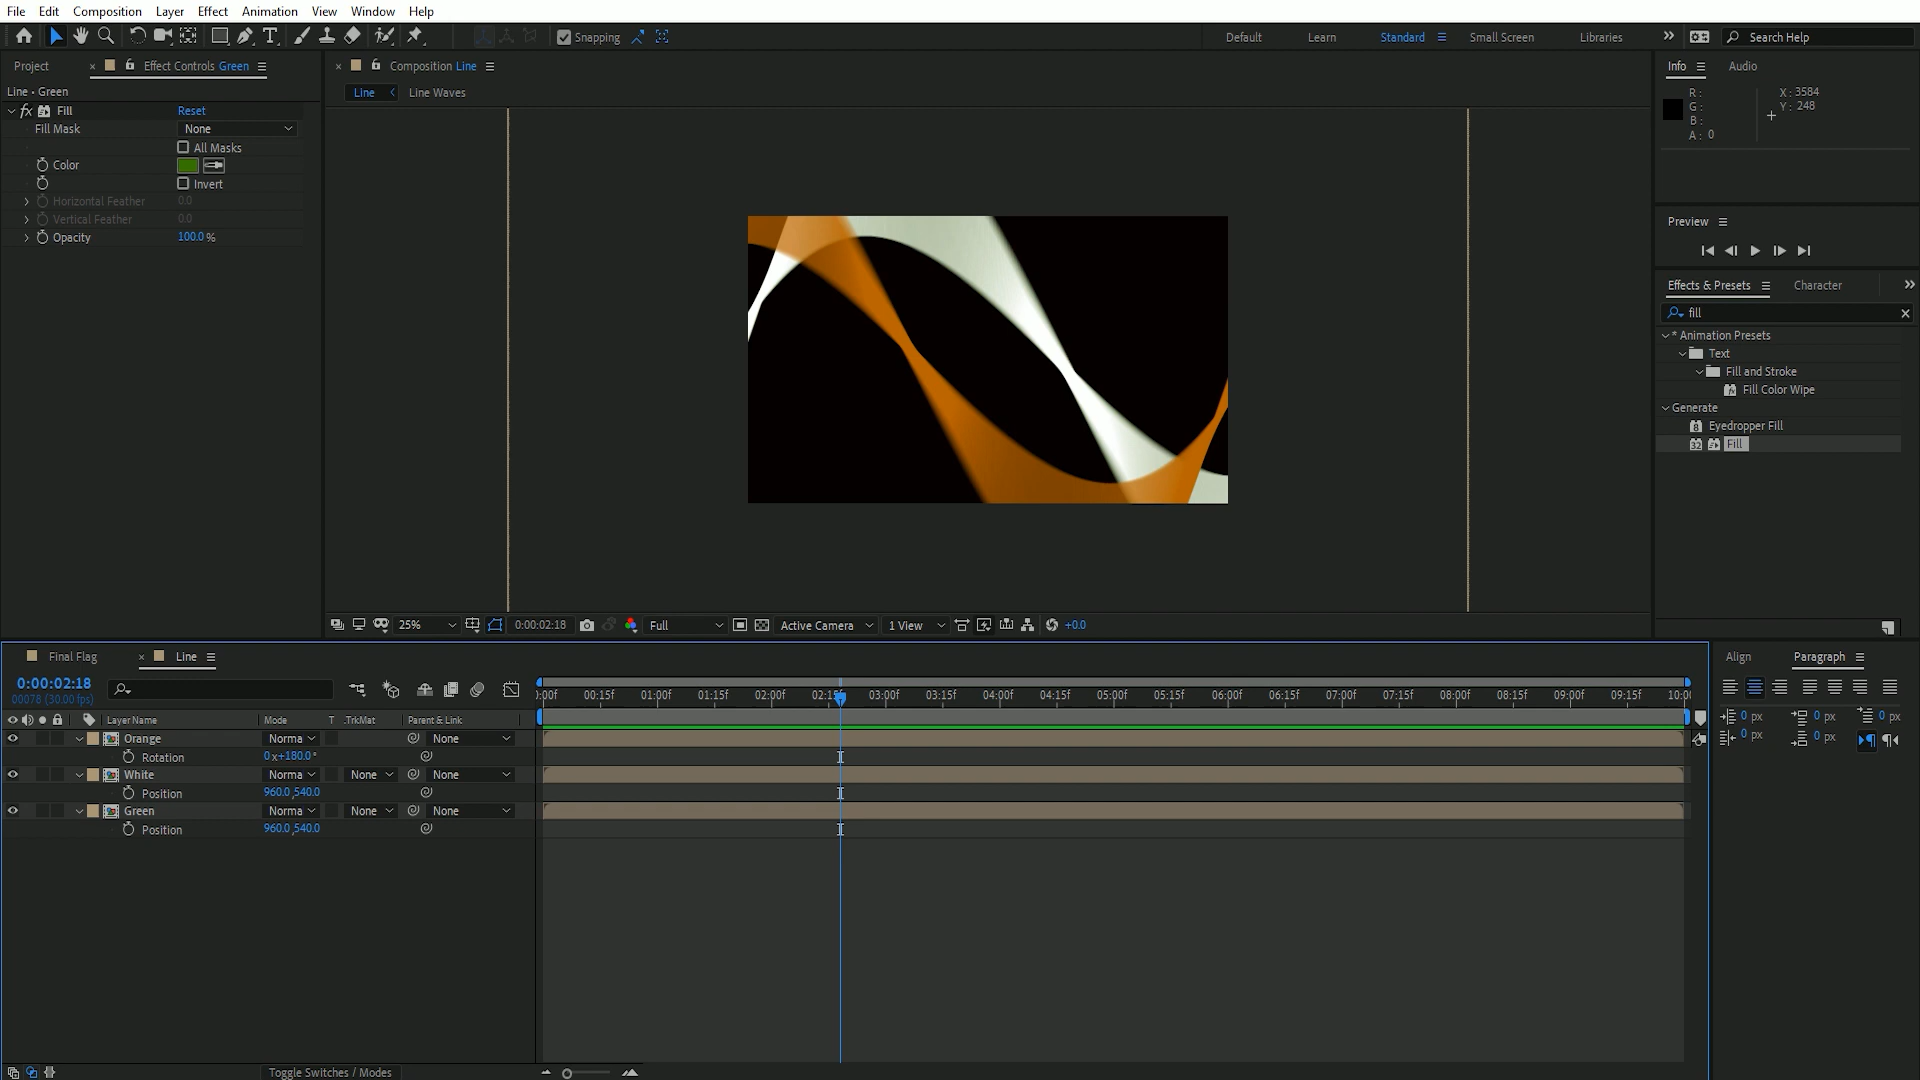 File Edit Composition Layer Effect Animation View Window Help
Snapping Default Learn Standard Small Screen Libraries Search Help
Project Effect Controls Green
Line • Green
Fill Reset
Fill Mask None
All Masks
Color
Invert
Horizontal Feather 0.0
Vertical Feather 0.0
Opacity 100.0 %
Composition Line
Line Line Waves
25% 0:00:02:18 Full Active Camera 1 View +0.0
Info Audio
R: X: 3584
G: Y: 248
B:
A: 0
Preview
Effects & Presets Character
fill
* Animation Presets
Text
Fill and Stroke
Fill Color Wipe
Generate
Eyedropper Fill
Fill
Final Flag Line
0:00:02:18
00078 (30.00 fps)
:00f 00:15f 01:00f 01:15f 02:00f 02:15f 03:00f 03:15f 04:00f 04:15f 05:00f 05:15f 06:00f 06:15f 07:00f 07:15f 08:00f 08:15f 09:00f 09:15f 10:00
Layer Name Mode T .TrkMat Parent & Link
Orange Norma None
Rotation 0x+180.0°
White Norma None None
Position 960.0,540.0
Green Norma None None
Position 960.0,540.0
Toggle Switches / Modes
Align Paragraph
0 px 0 px 0 px
0 px 0 px